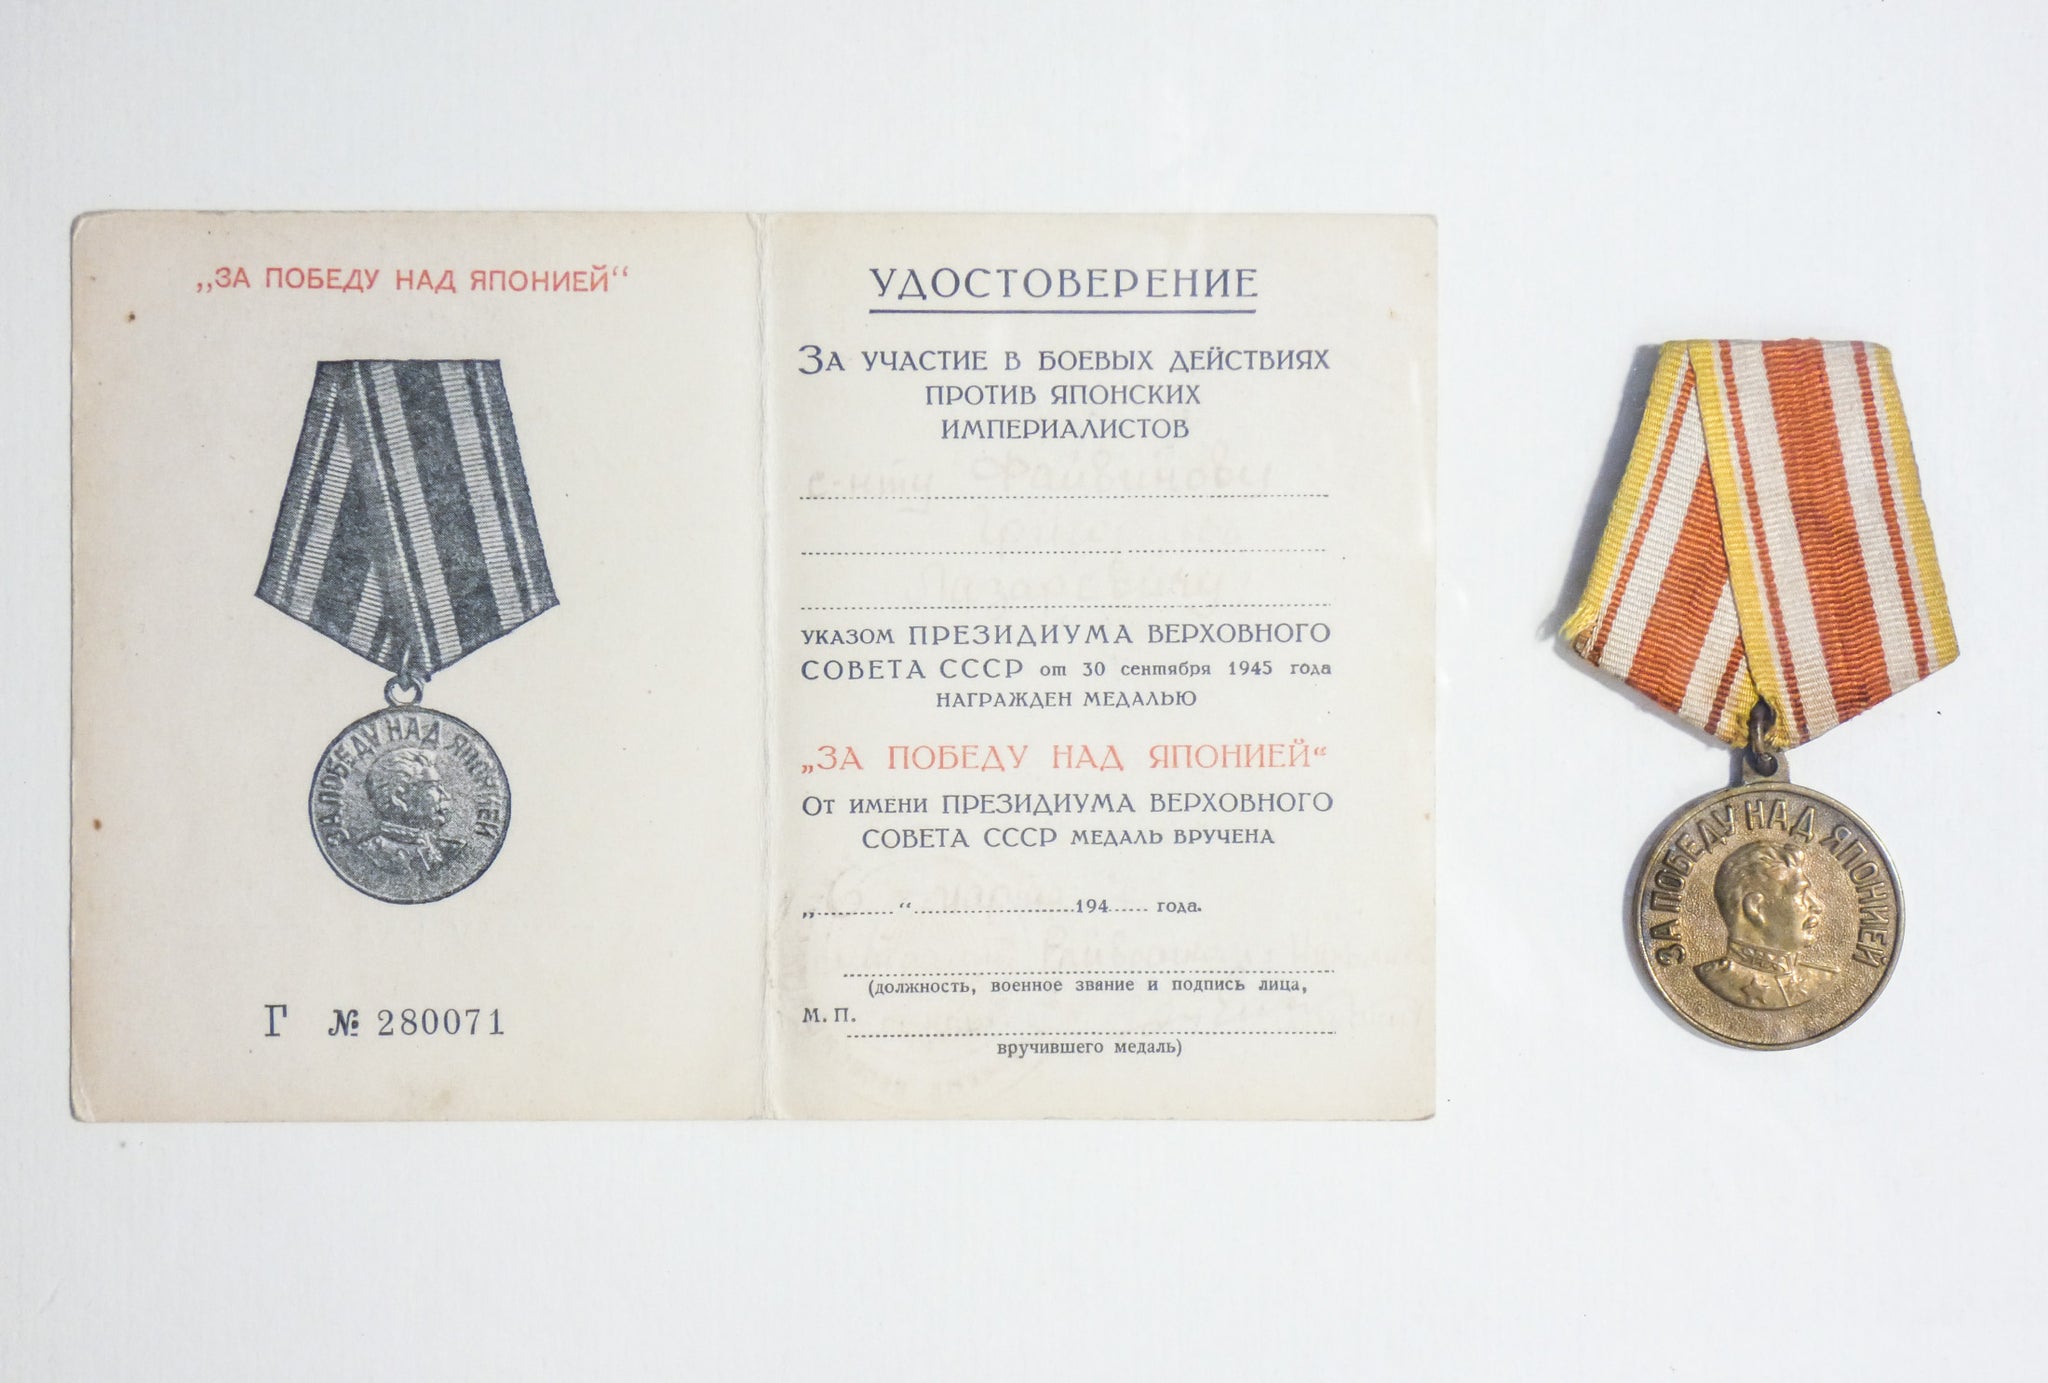 „ЗА ПОБЕДУ НАД ЯПОНИЕЙ“
ЗА ПОБЕДУ НАД ЯПОНИЕЙ
Г № 280071
УДОСТОВЕРЕНИЕ
ЗА УЧАСТИЕ В БОЕВЫХ ДЕЙСТВИЯХ
ПРОТИВ ЯПОНСКИХ
ИМПЕРИАЛИСТОВ
с-нту
УКАЗОМ ПРЕЗИДИУМА ВЕРХОВНОГО
СОВЕТА СССР от 30 сентября 1945 года
НАГРАЖДЕН МЕДАЛЬЮ
„ЗА ПОБЕДУ НАД ЯПОНИЕЙ“
ОТ ИМЕНИ ПРЕЗИДИУМА ВЕРХОВНОГО
СОВЕТА СССР МЕДАЛЬ ВРУЧЕНА
„..........“ ....................194...... года.
(должность, военное звание и подпись лица,
М. П.
вручившего медаль)
ЗА ПОБЕДУ НАД ЯПОНИЕЙ